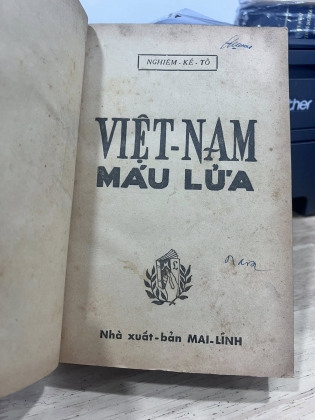 NGHIÊM - KẾ - TỔ
VIỆT-NAM
MÁU LỬA
Nhà xuất-bản MAI-LĨNH